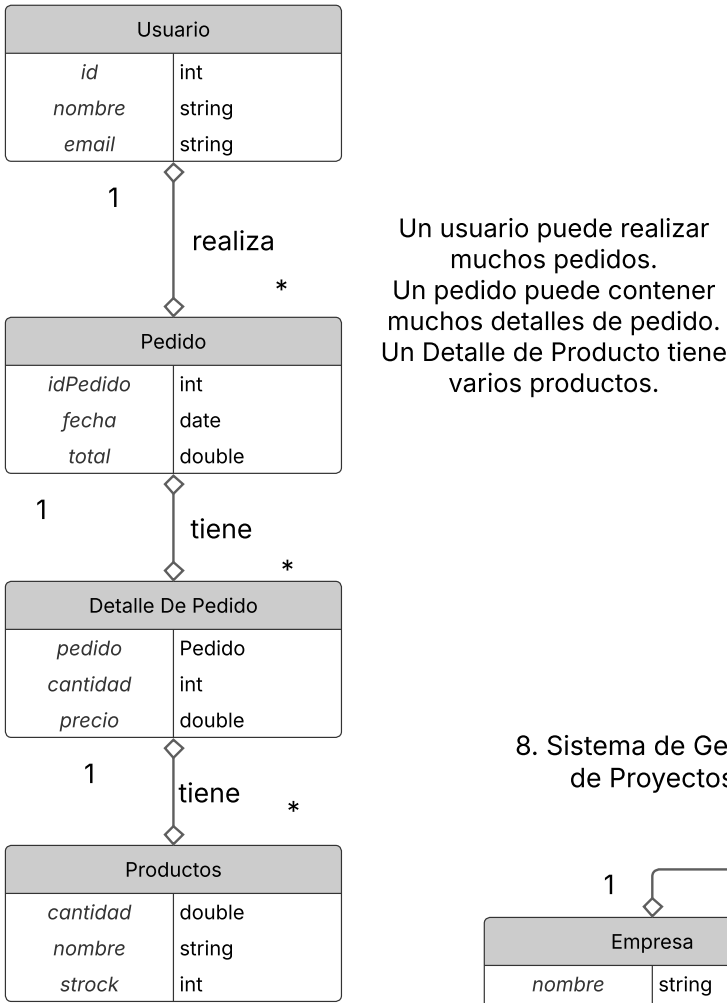 Usuario
id int
nombre string
email string
1
realiza
*
Pedido
idPedido int
fecha date
total double
1
tiene
*
Detalle De Pedido
pedido Pedido
cantidad int
precio double
1
tiene
*
Productos
cantidad double
nombre string
strock int
Un usuario puede realizar
muchos pedidos.
Un pedido puede contener
muchos detalles de pedido.
Un Detalle de Producto tiene
varios productos.
8. Sistema de Ge
de Proyectos
1
Empresa
nombre string